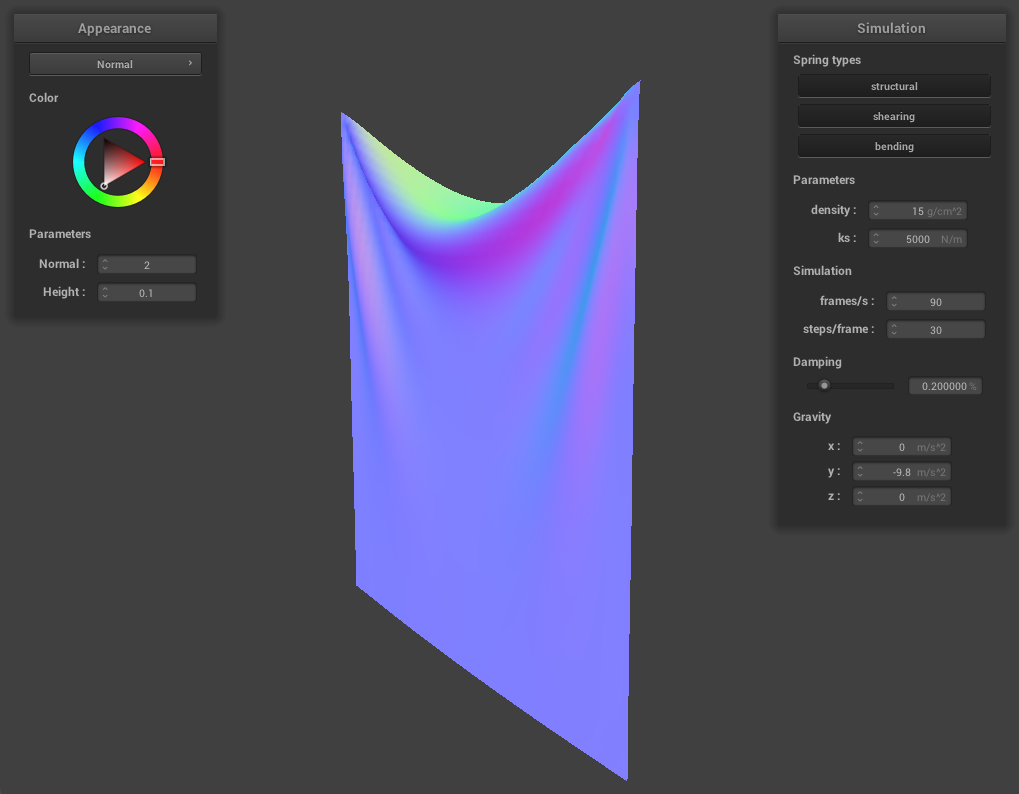 Appearance
Normal
Color
Parameters
Normal : 2
Height : 0.1
Simulation
Spring types
structural
shearing
bending
Parameters
density : 15 g/cm^2
ks : 5000 N/m
Simulation
frames/s : 90
steps/frame : 30
Damping
0.200000 %
Gravity
x : 0 m/s^2
y : -9.8 m/s^2
z : 0 m/s^2